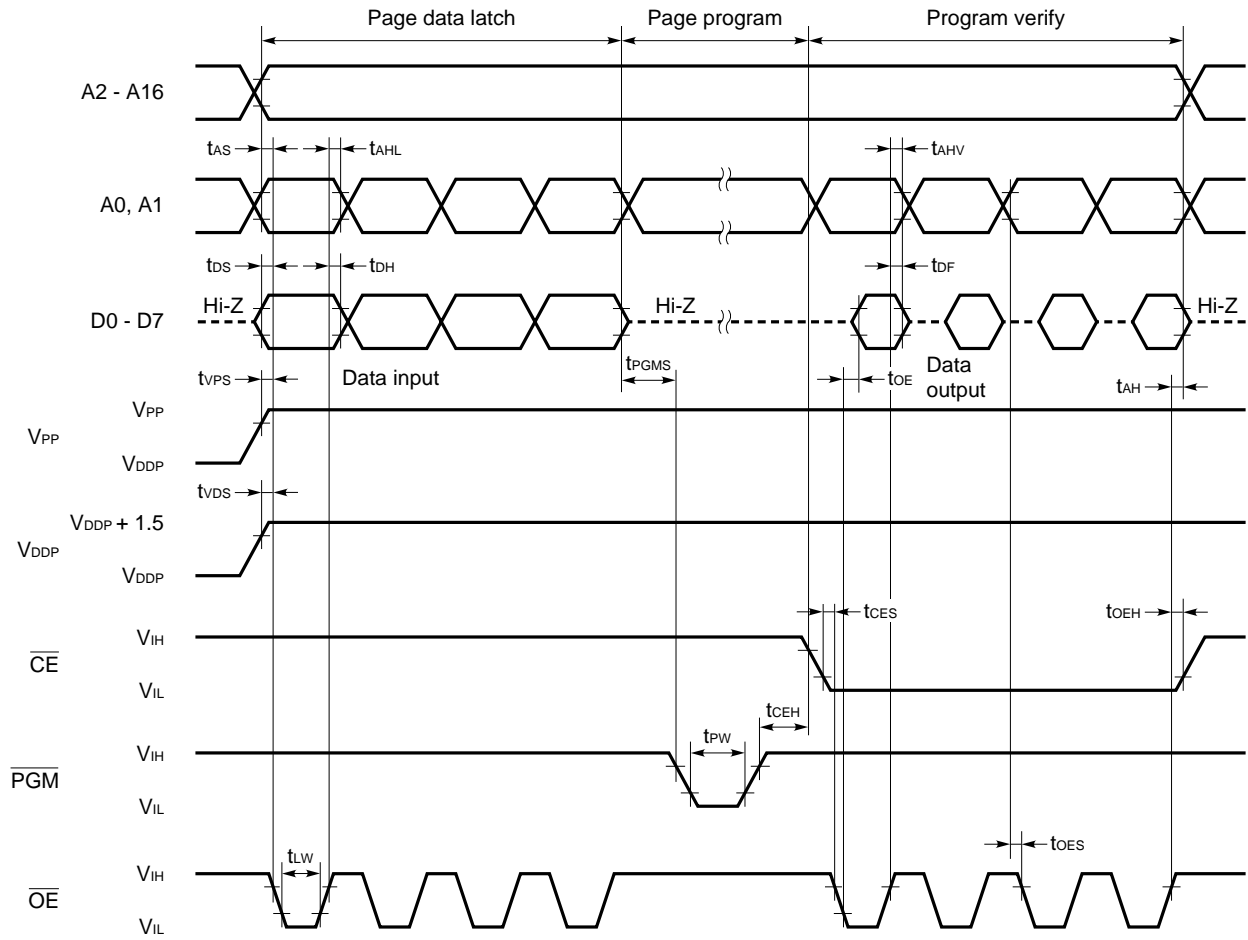 Page data latch Page program Program verify
A2 - A16
tAS tAHL tAHV
A0, A1
tDS tDH tDF
Hi-Z Hi-Z Hi-Z
D0 - D7
tVPS Data input tPGMS tOE Data output tAH
VPP
VPP
VDDP
tVDS
VDDP + 1.5
VDDP
VDDP
tCES tOEH
VIH
CE
VIL
tCEH
VIH tPW
PGM
VIL
tLW tOES
VIH
OE
VIL